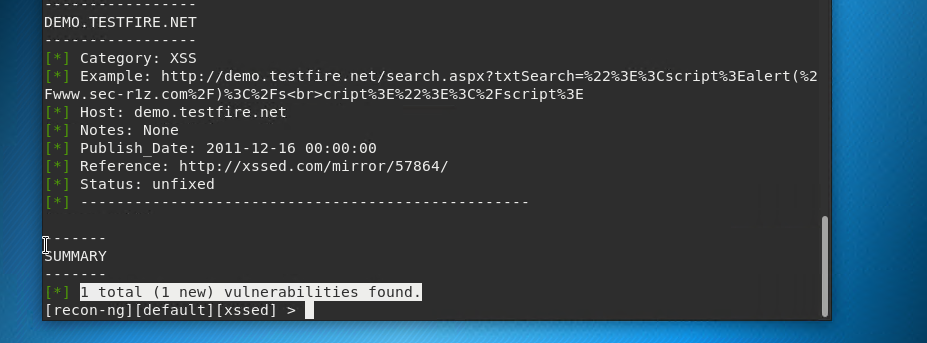 -----------------
DEMO.TESTFIRE.NET
-----------------
[*] Category: XSS
[*] Example: http://demo.testfire.net/search.aspx?txtSearch=%22%3E%3Cscript%3Ealert(%2
Fwww.sec-r1z.com%2F)%3C%2Fs<br>cript%3E%22%3E%3C%2Fscript%3E
[*] Host: demo.testfire.net
[*] Notes: None
[*] Publish_Date: 2011-12-16 00:00:00
[*] Reference: http://xssed.com/mirror/57864/
[*] Status: unfixed
[*] --------------------------------------------------
-------
SUMMARY
-------
[*] 1 total (1 new) vulnerabilities found.
[recon-ng][default][xssed] >